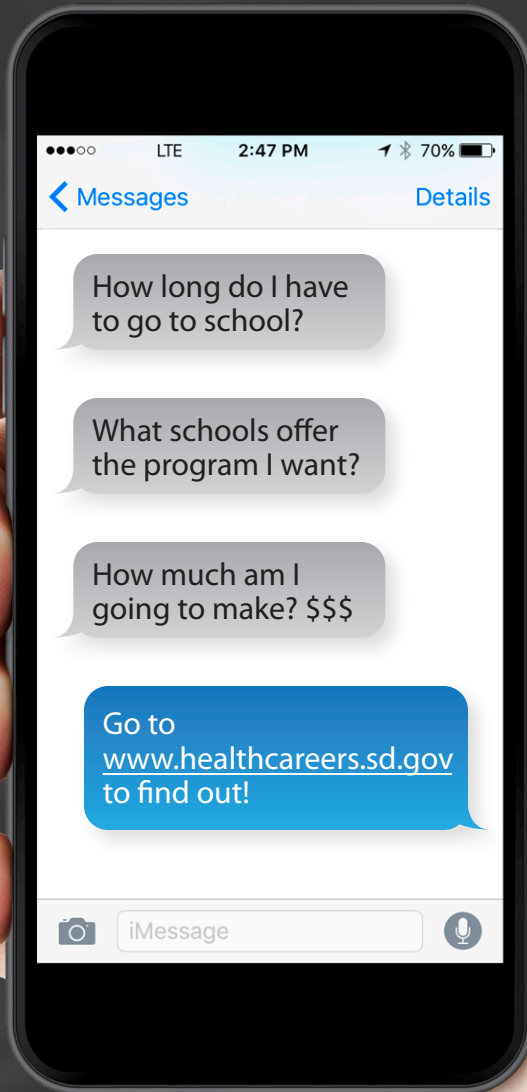 LTE 2:47 PM 70%
Messages Details
How long do I have
to go to school?
What schools offer
the program I want?
How much am I
going to make? $$$
Go to
www.healthcareers.sd.gov
to find out!
iMessage